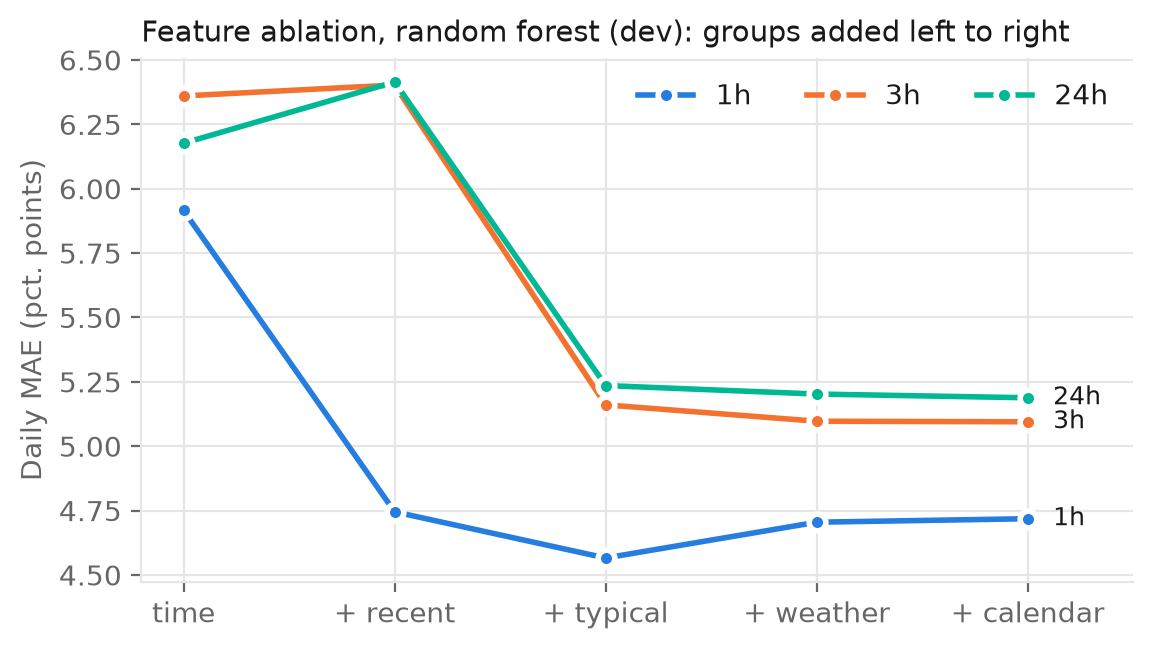 Feature ablation, random forest (dev): groups added left to right
1h 3h 24h
Daily MAE (pct. points)
6.50
6.25
6.00
5.75
5.50
5.25
5.00
4.75
4.50
24h
3h
1h
time + recent + typical + weather + calendar